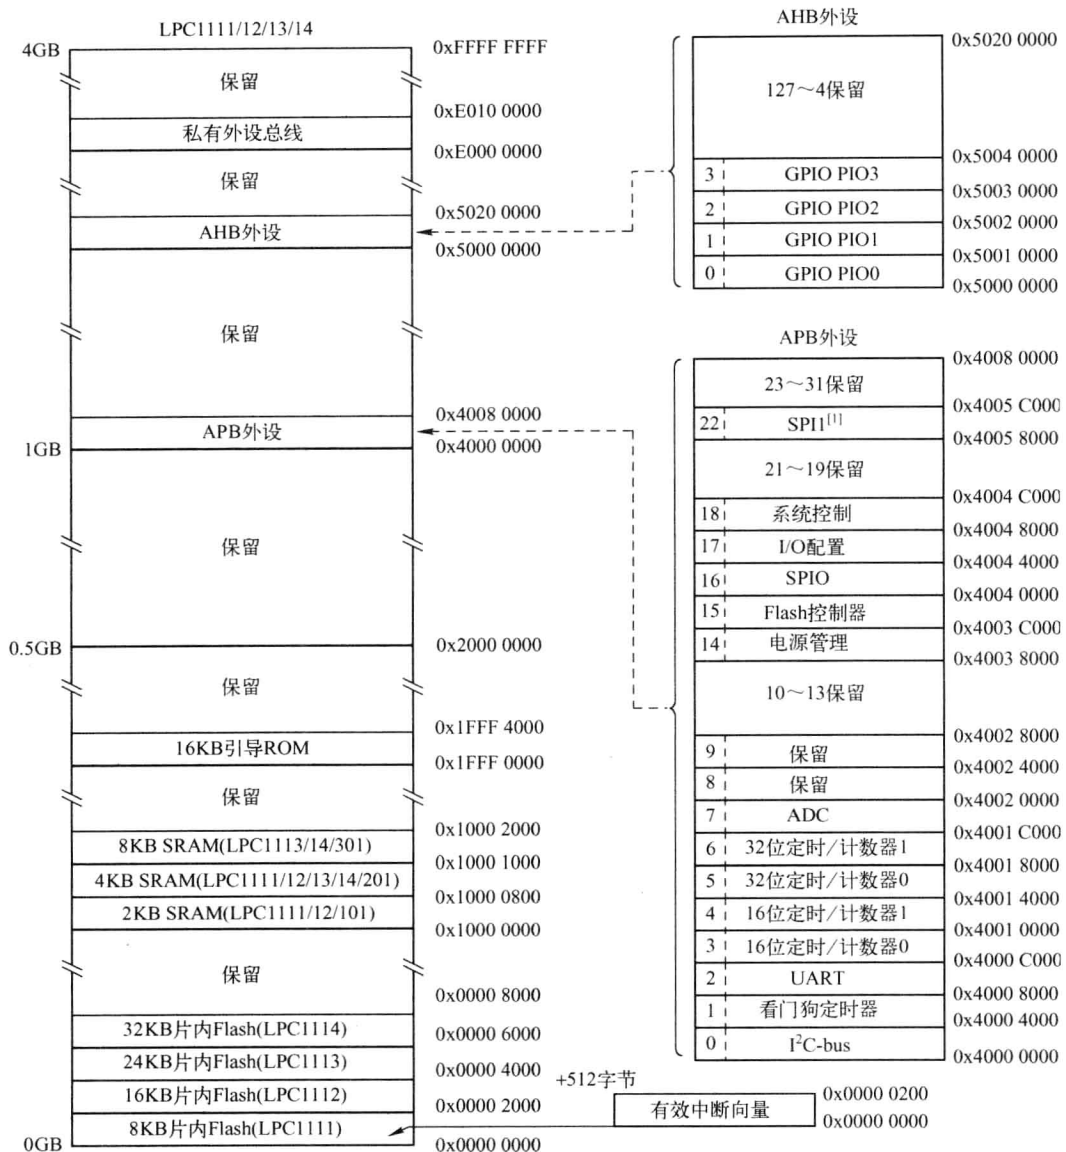 LPC1111/12/13/14
4GB
0xFFFF FFFF
保留
0xE010 0000
私有外设总线
0xE000 0000
保留
0x5020 0000
AHB外设
0x5000 0000
保留
0x4008 0000
APB外设
1GB
0x4000 0000
保留
0.5GB
0x2000 0000
保留
0x1FFF 4000
16KB引导ROM
0x1FFF 0000
保留
0x1000 2000
8KB SRAM(LPC1113/14/301)
0x1000 1000
4KB SRAM(LPC1111/12/13/14/201)
0x1000 0800
2KB SRAM(LPC1111/12/101)
0x1000 0000
保留
0x0000 8000
32KB片内Flash(LPC1114)
0x0000 6000
24KB片内Flash(LPC1113)
0x0000 4000
16KB片内Flash(LPC1112)
0x0000 2000
8KB片内Flash(LPC1111)
0GB
0x0000 0000
AHB外设
0x5020 0000
127～4保留
0x5004 0000
3 GPIO PIO3
0x5003 0000
2 GPIO PIO2
0x5002 0000
1 GPIO PIO1
0x5001 0000
0 GPIO PIO0
0x5000 0000
APB外设
0x4008 0000
23～31保留
0x4005 C000
22 SPI1[1]
0x4005 8000
21～19保留
0x4004 C000
18 系统控制
0x4004 8000
17 I/O配置
0x4004 4000
16 SPIO
0x4004 0000
15 Flash控制器
0x4003 C000
14 电源管理
0x4003 8000
10～13保留
0x4002 8000
9 保留
0x4002 4000
8 保留
0x4002 0000
7 ADC
0x4001 C000
6 32位定时/计数器1
0x4001 8000
5 32位定时/计数器0
0x4001 4000
4 16位定时/计数器1
0x4001 0000
3 16位定时/计数器0
0x4000 C000
2 UART
0x4000 8000
1 看门狗定时器
0x4000 4000
0 I²C-bus
0x4000 0000
+512字节
0x0000 0200
有效中断向量
0x0000 0000